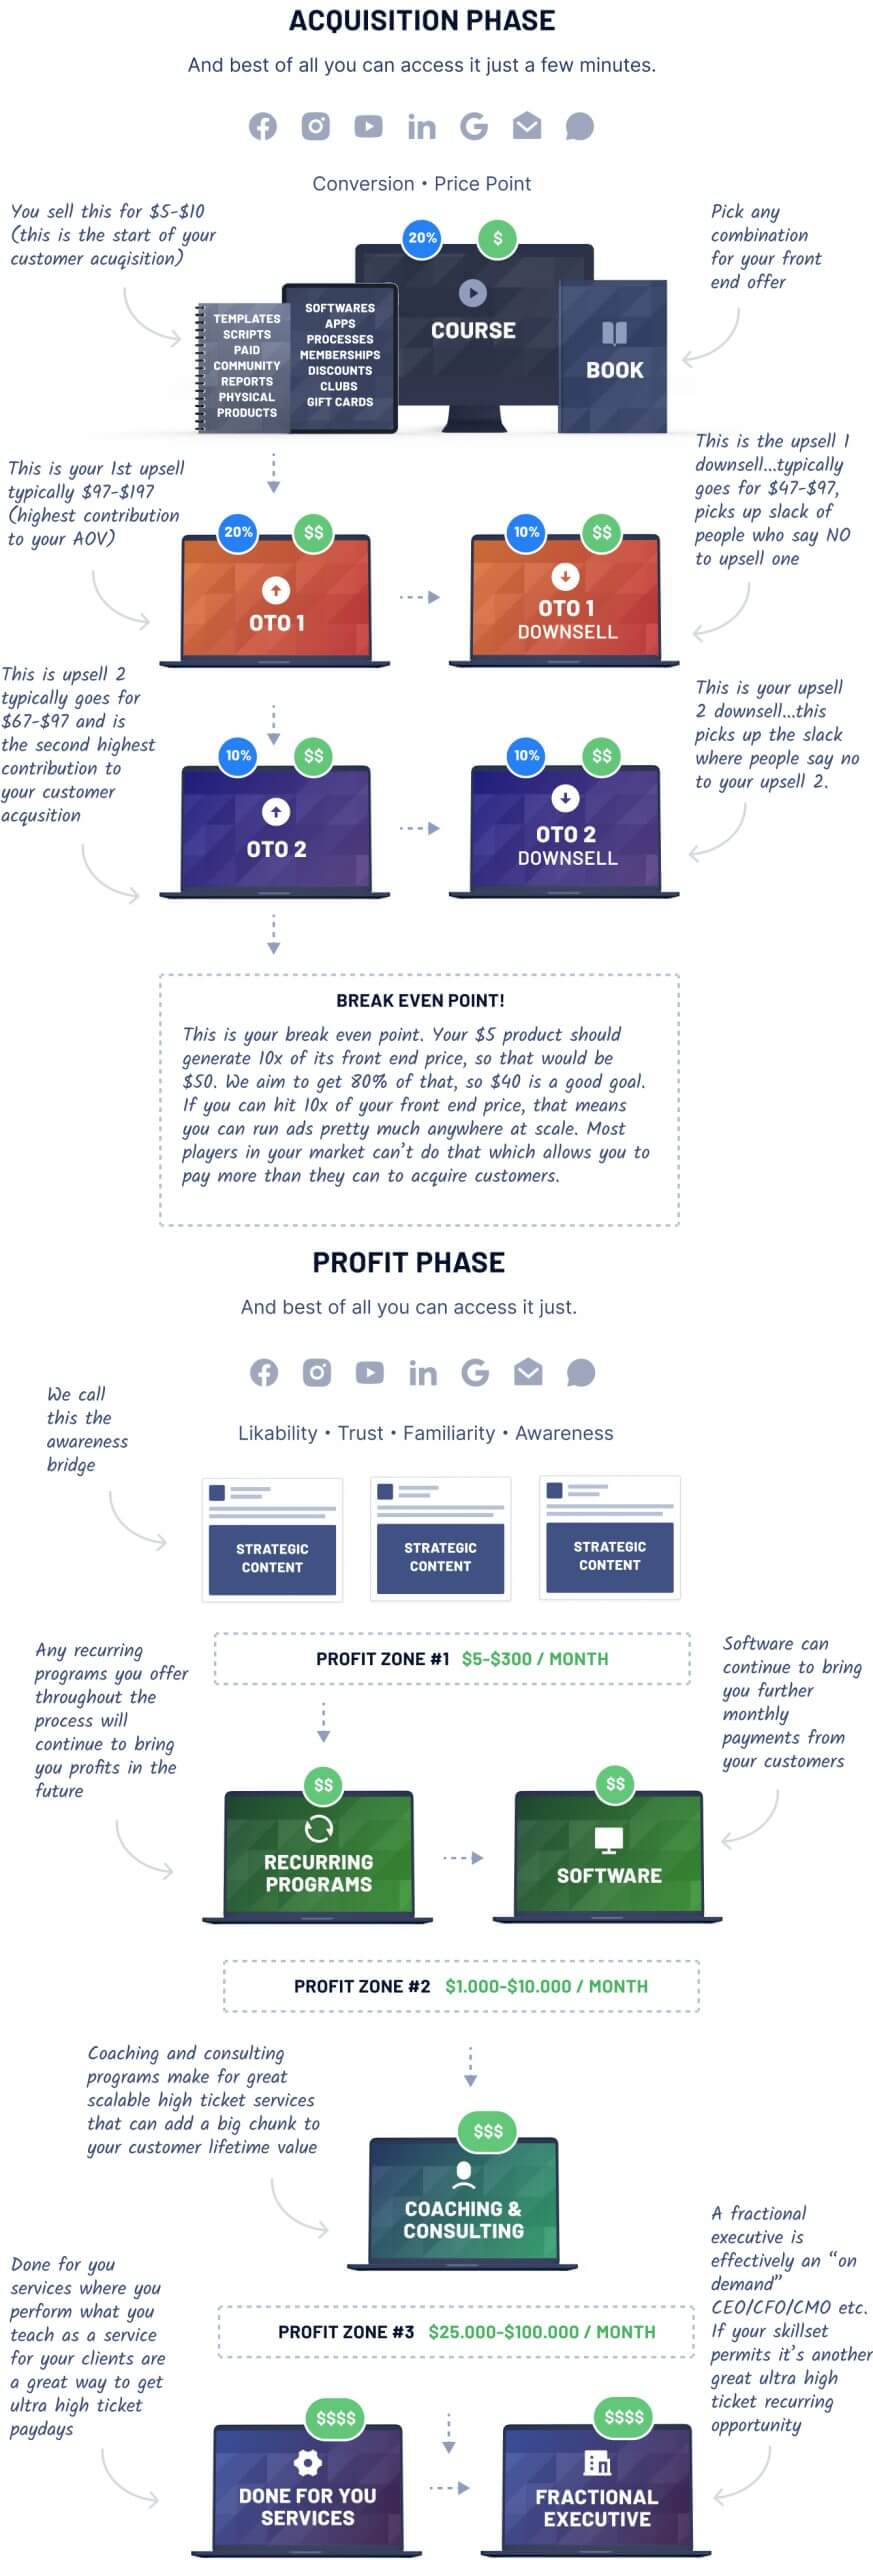 ACQUISITION PHASE
And best of all you can access it just a few minutes.
Conversion • Price Point
You sell this for $5-$10
(this is the start of your
customer acuqisition)
Pick any
combination
for your front
end offer
20%
$
TEMPLATES
SCRIPTS
PAID
COMMUNITY
REPORTS
PHYSICAL
PRODUCTS
SOFTWARES
APPS
PROCESSES
MEMBERSHIPS
DISCOUNTS
CLUBS
GIFT CARDS
COURSE
BOOK
This is your 1st upsell
typically $97-$197
(highest contribution
to your AOV)
This is the upsell 1
downsell...typically
goes for $47-$97,
picks up slack of
people who say NO
to upsell one
20%
$$
OTO 1
10%
$$
OTO 1
DOWNSELL
This is upsell 2
typically goes for
$67-$97 and is
the second highest
contribution to
your customer
acqusition
This is your upsell
2 downsell...this
picks up the slack
where people say no
to your upsell 2.
10%
$$
OTO 2
10%
$$
OTO 2
DOWNSELL
BREAK EVEN POINT!
This is your break even point. Your $5 product should
generate 10x of its front end price, so that would be
$50. We aim to get 80% of that, so $40 is a good goal.
If you can hit 10x of your front end price, that means
you can run ads pretty much anywhere at scale. Most
players in your market can't do that which allows you to
pay more than they can to acquire customers.
PROFIT PHASE
And best of all you can access it just.
We call
this the
awareness
bridge
Likability • Trust • Familiarity • Awareness
STRATEGIC
CONTENT
STRATEGIC
CONTENT
STRATEGIC
CONTENT
PROFIT ZONE #1 $5-$300 / MONTH
Any recurring
programs you offer
throughout the
process will
continue to bring
you profits in the
future
Software can
continue to bring
you further
monthly
payments from
your customers
$$
RECURRING
PROGRAMS
$$
SOFTWARE
PROFIT ZONE #2 $1.000-$10.000 / MONTH
Coaching and consulting
programs make for great
scalable high ticket services
that can add a big chunk to
your customer lifetime value
$$$
COACHING &
CONSULTING
PROFIT ZONE #3 $25.000-$100.000 / MONTH
Done for you
services where you
perform what you
teach as a service
for your clients are
a great way to get
ultra high ticket
paydays
A fractional
executive is
effectively an “on
demand”
CEO/CFO/CMO etc.
If your skillset
permits it's another
great ultra high
ticket recurring
opportunity
$$$$
DONE FOR YOU
SERVICES
$$$$
FRACTIONAL
EXECUTIVE